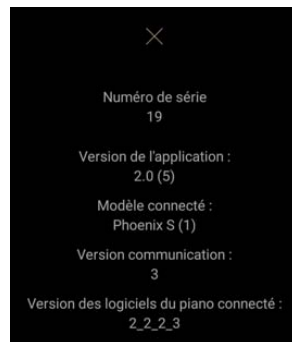 Numéro de série
19
Version de l'application :
2.0 (5)
Modèle connecté :
Phoenix S (1)
Version communication :
3
Version des logiciels du piano connecté :
2_2_2_3